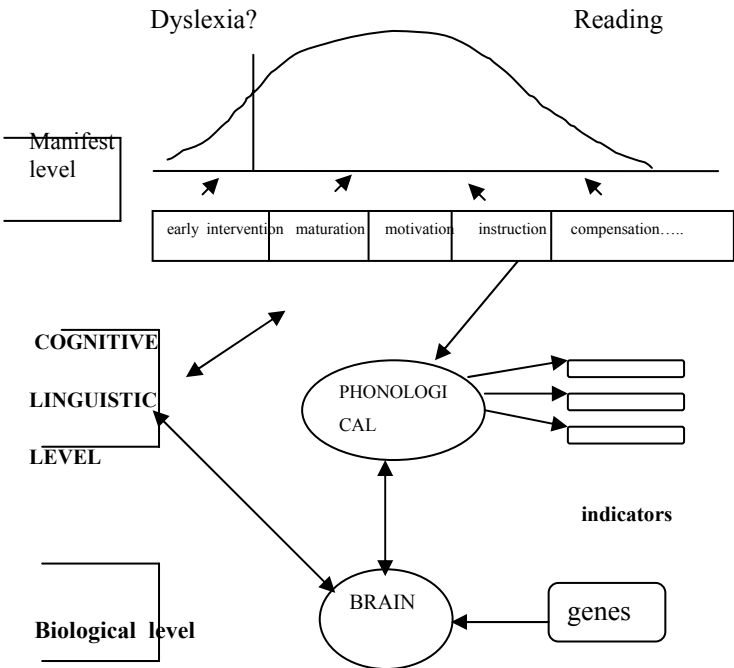 Dyslexia? Reading
Manifest
level
early intervention maturation motivation instruction compensation…..
COGNITIVE
LINGUISTIC
LEVEL
PHONOLOGI
CAL
indicators
BRAIN
genes
Biological level